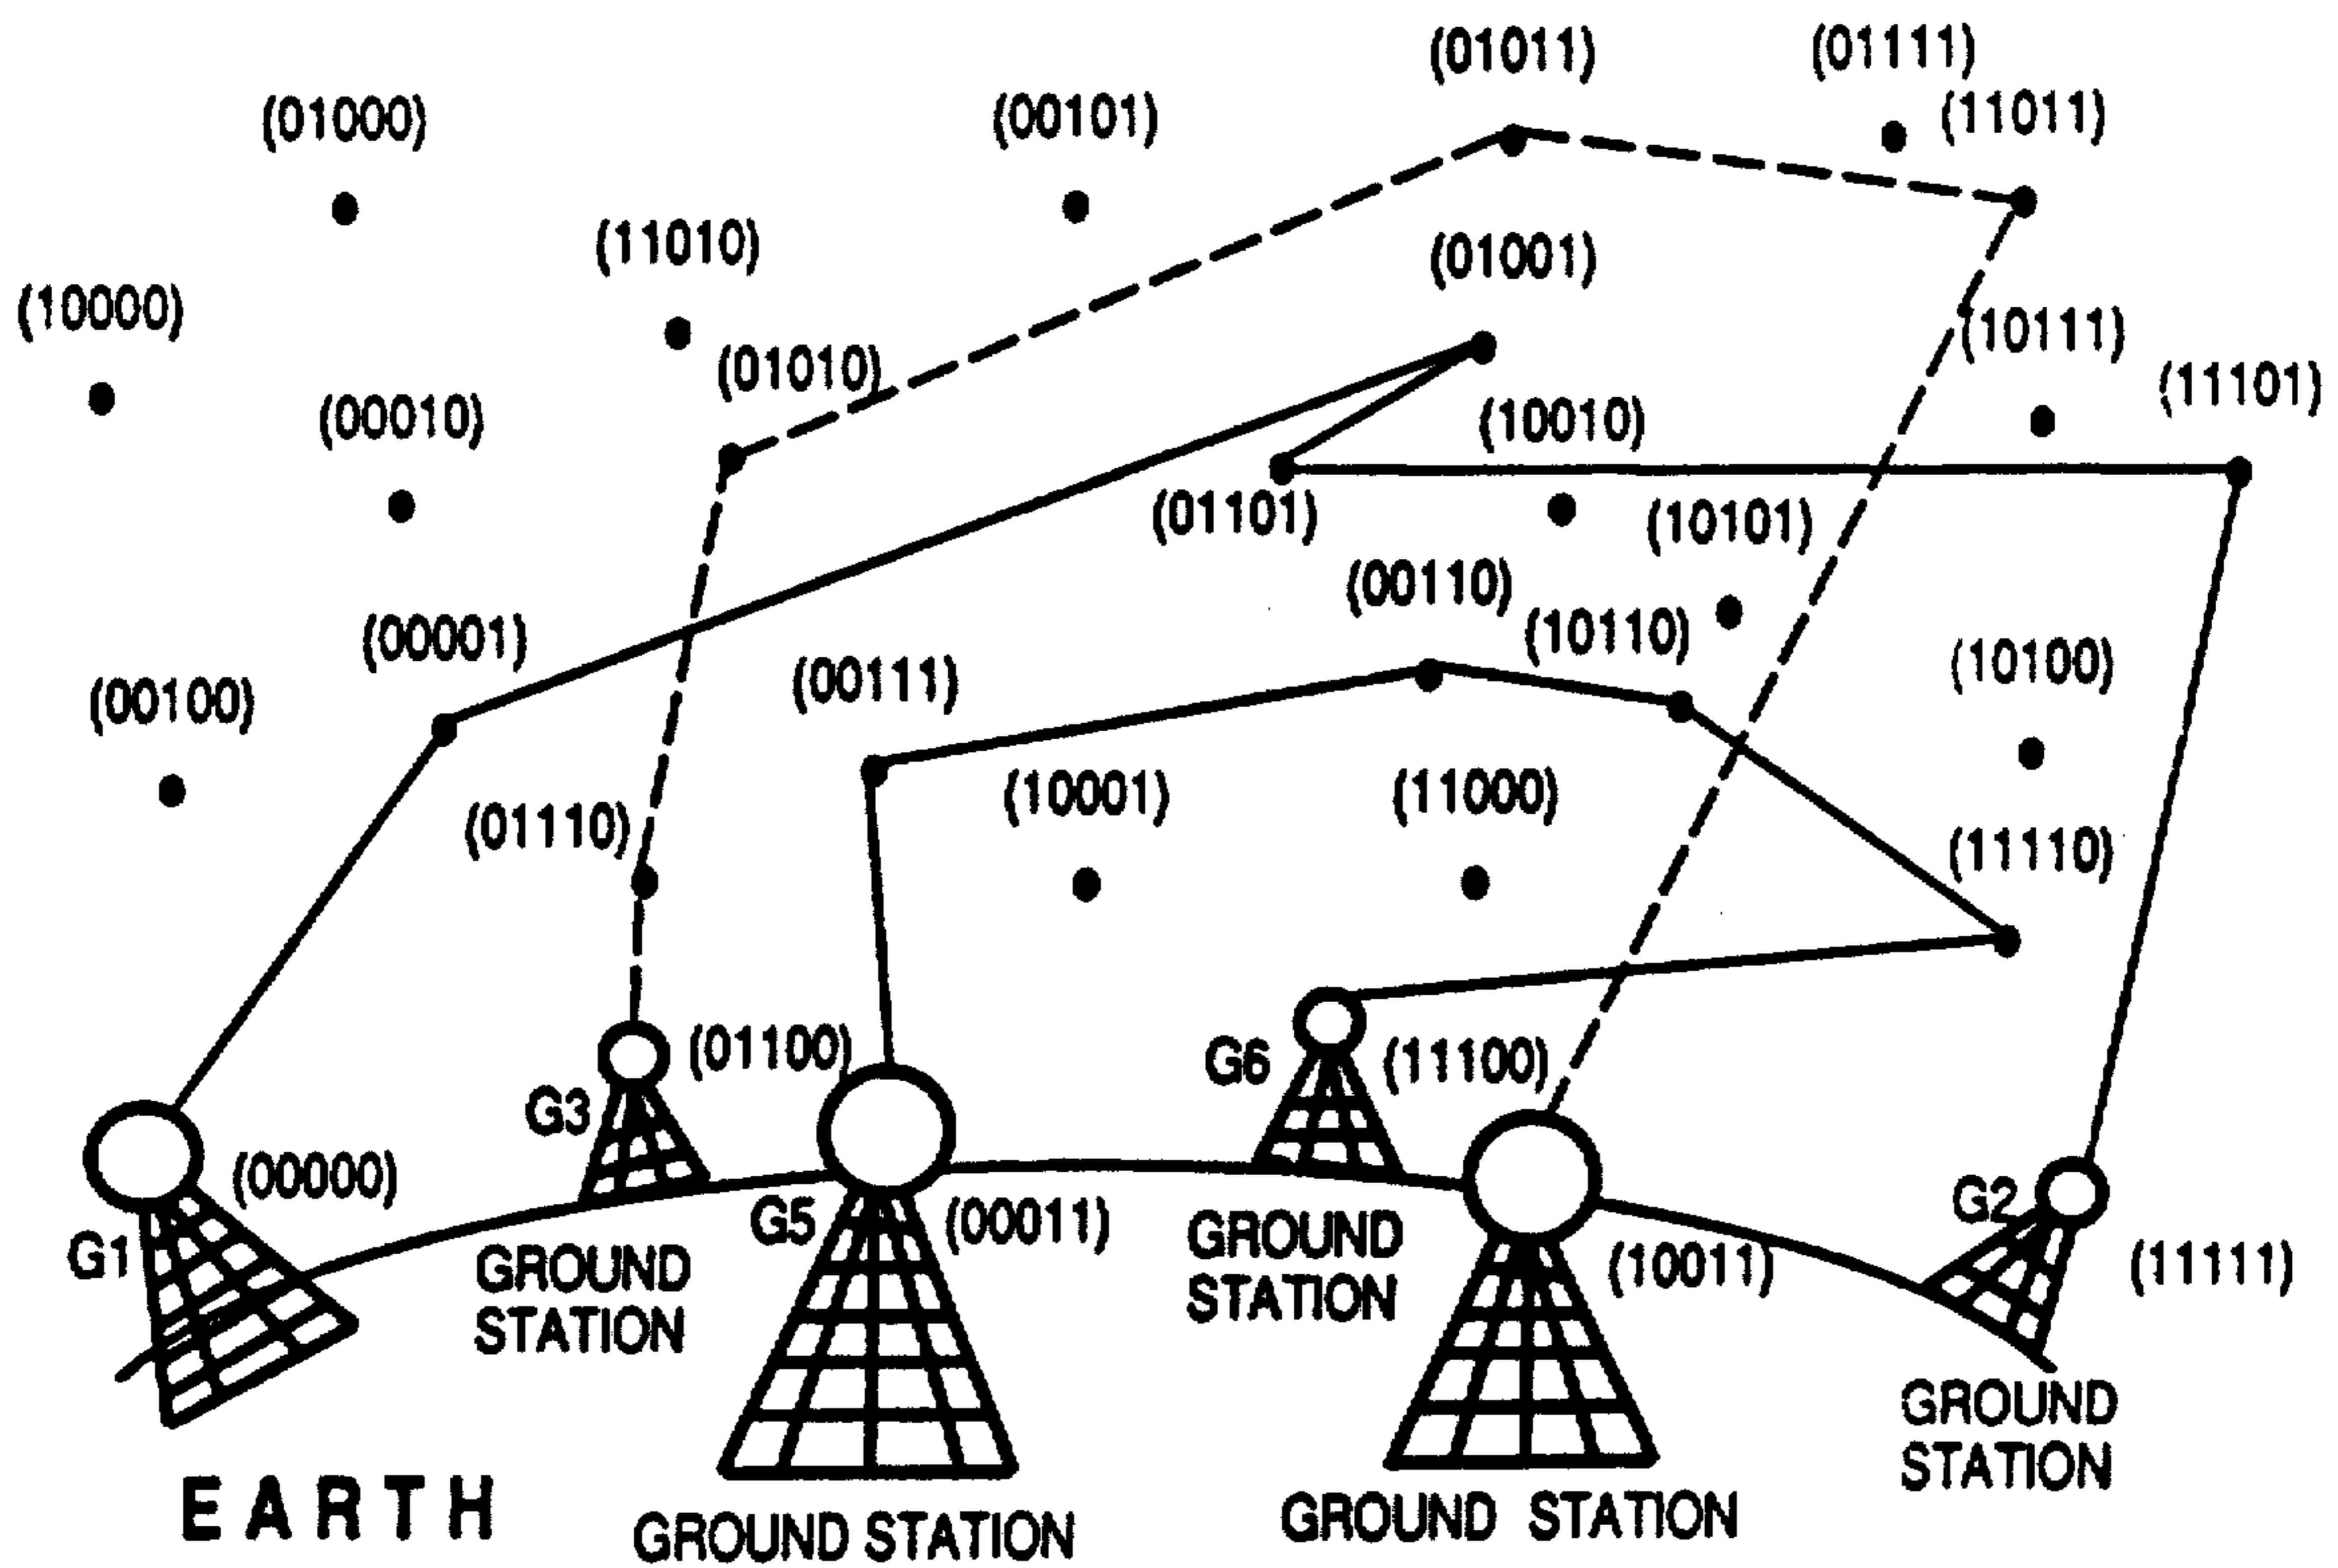 (01011)
(01111)
(01000)
(00101)
(11011)
(11010)
(01001)
(10000)
(10111)
(01010)
(11101)
(00010)
(10010)
(01101)
(10101)
(00110)
(00001)
(10110)
(10100)
(00111)
(00100)
(10001)
(11000)
(01110)
(11110)
(01100)
G6
(11100)
G3
(00000)
G2
G5
(00011)
G1
GROUND
STATION
GROUND
STATION
(10011)
(11111)
GROUND
STATION
EARTH
GROUND STATION
GROUND STATION